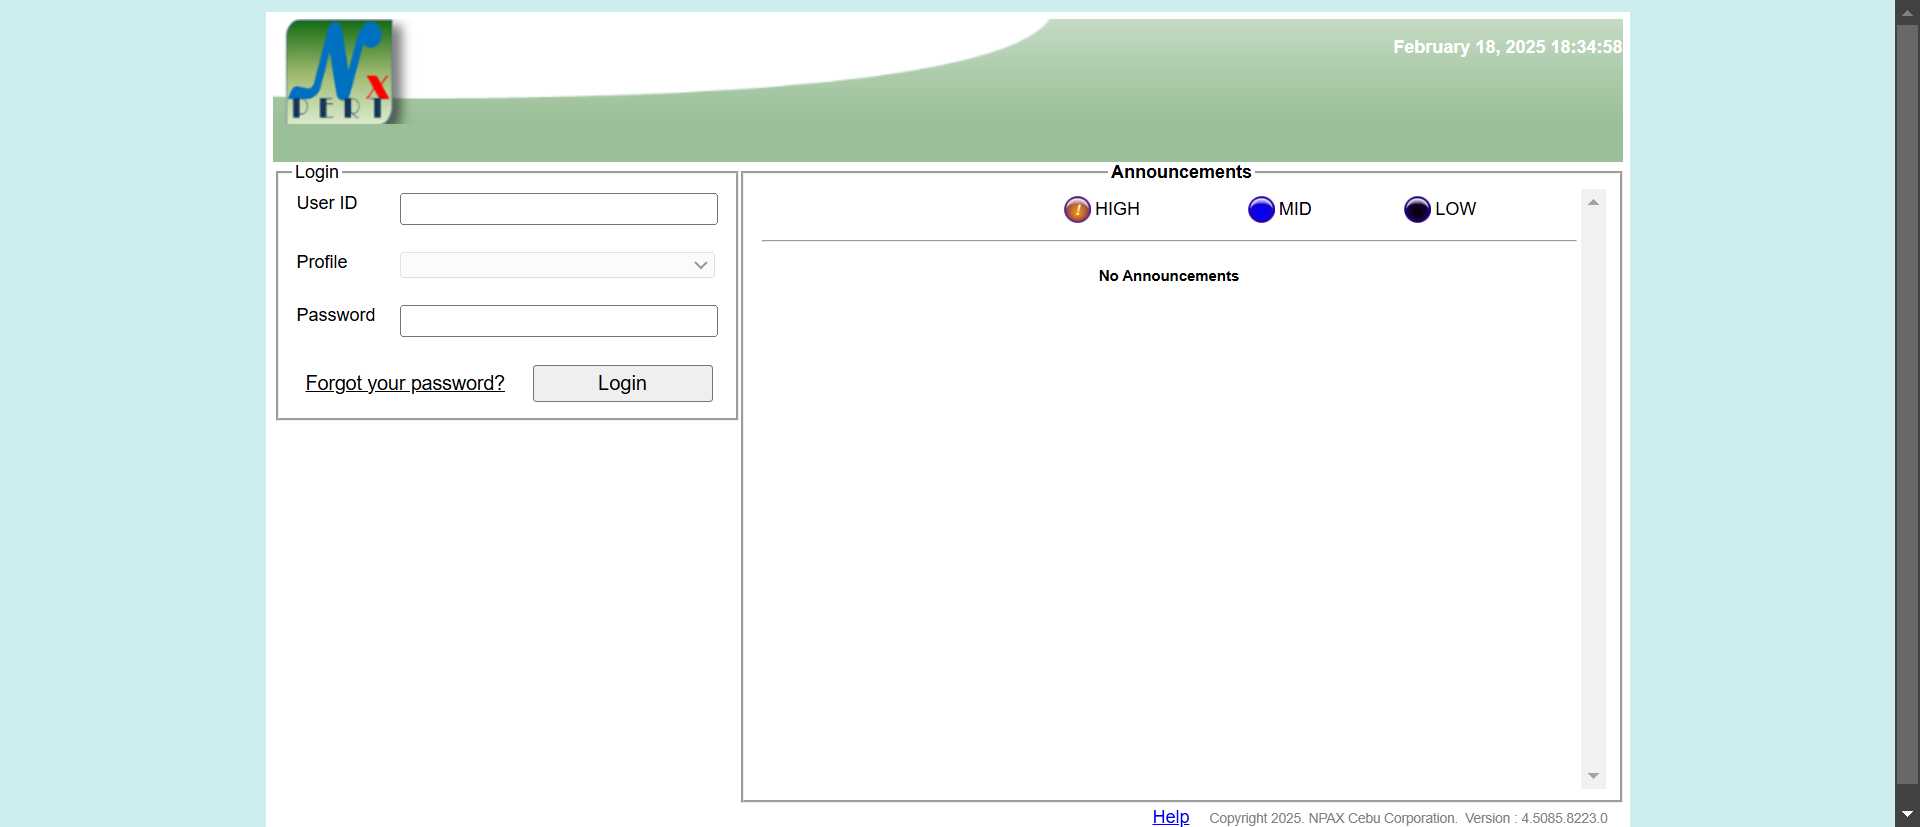 Nx
PERT
February 18, 2025 18:34:58
Login
User ID
Profile
Password
Forgot your password?
Login
Announcements
! HIGH MID LOW
No Announcements
Help Copyright 2025. NPAX Cebu Corporation. Version : 4.5085.8223.0